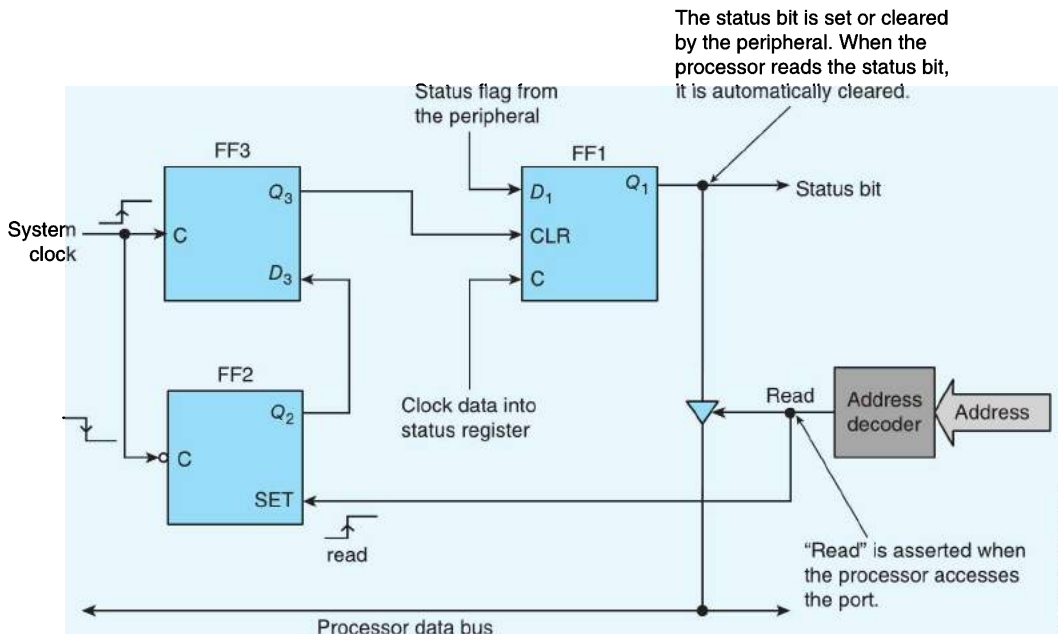 The status bit is set or cleared
by the peripheral. When the
processor reads the status bit,
it is automatically cleared.
Status flag from
the peripheral
FF3
FF1
Q3
D1
Q1
Status bit
System
clock
C
CLR
D3
C
FF2
Q2
Clock data into
status register
Read
Address
decoder
Address
C
SET
read
"Read" is asserted when
the processor accesses
the port.
Processor data bus